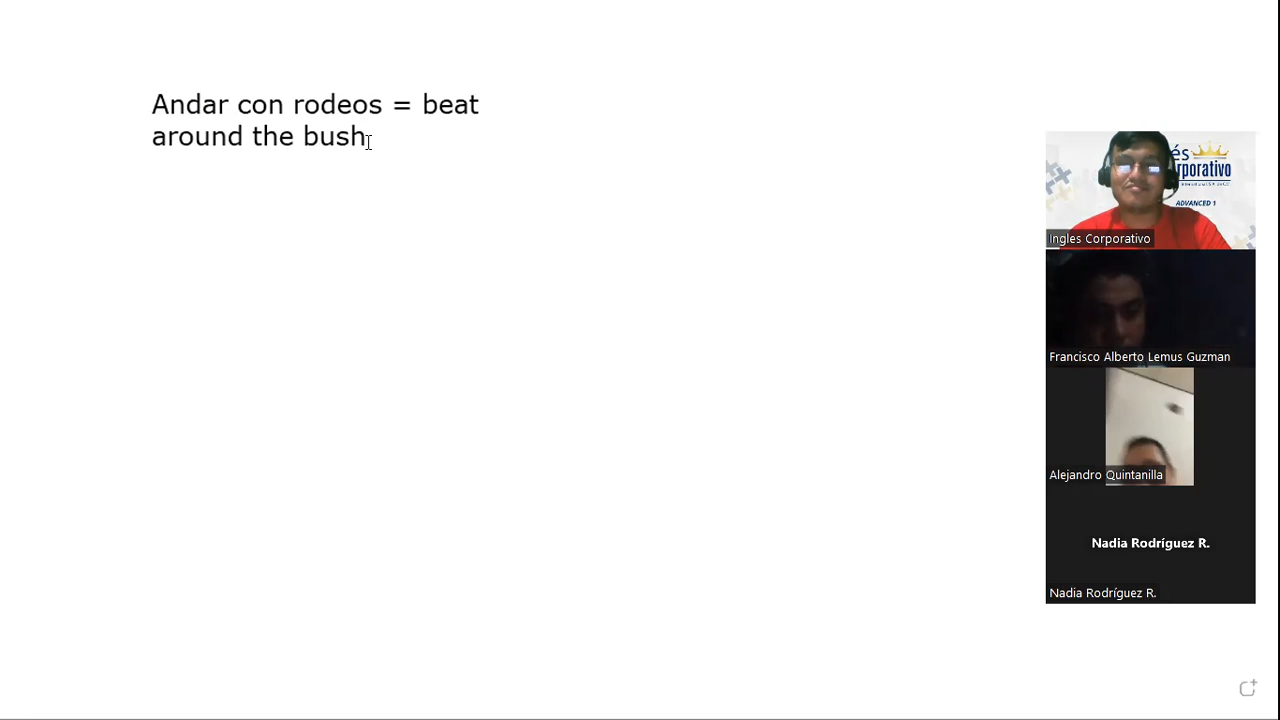 Andar con rodeos = beat
around the bush
és
rporativo
ADVANCED 1
Ingles Corporativo
Francisco Alberto Lemus Guzman
Alejandro Quintanilla
Nadia Rodríguez R.
Nadia Rodríguez R.